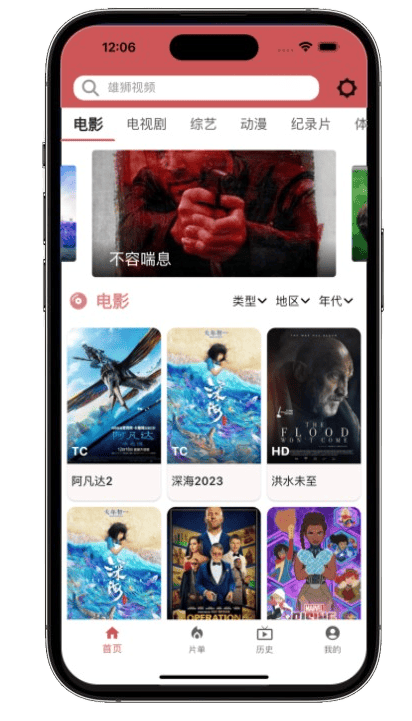 12:06
雄狮视频
电影 电视剧 综艺 动漫 纪录片 体
不容喘息
电影 类型 地区 年代
阿凡达
TC
深海
TC
THE
FLOOD
WON'T COME
HD
阿凡达2 深海2023 洪水未至
深海
OPERATION
MARVEL
RISING
首页 片单 历史 我的